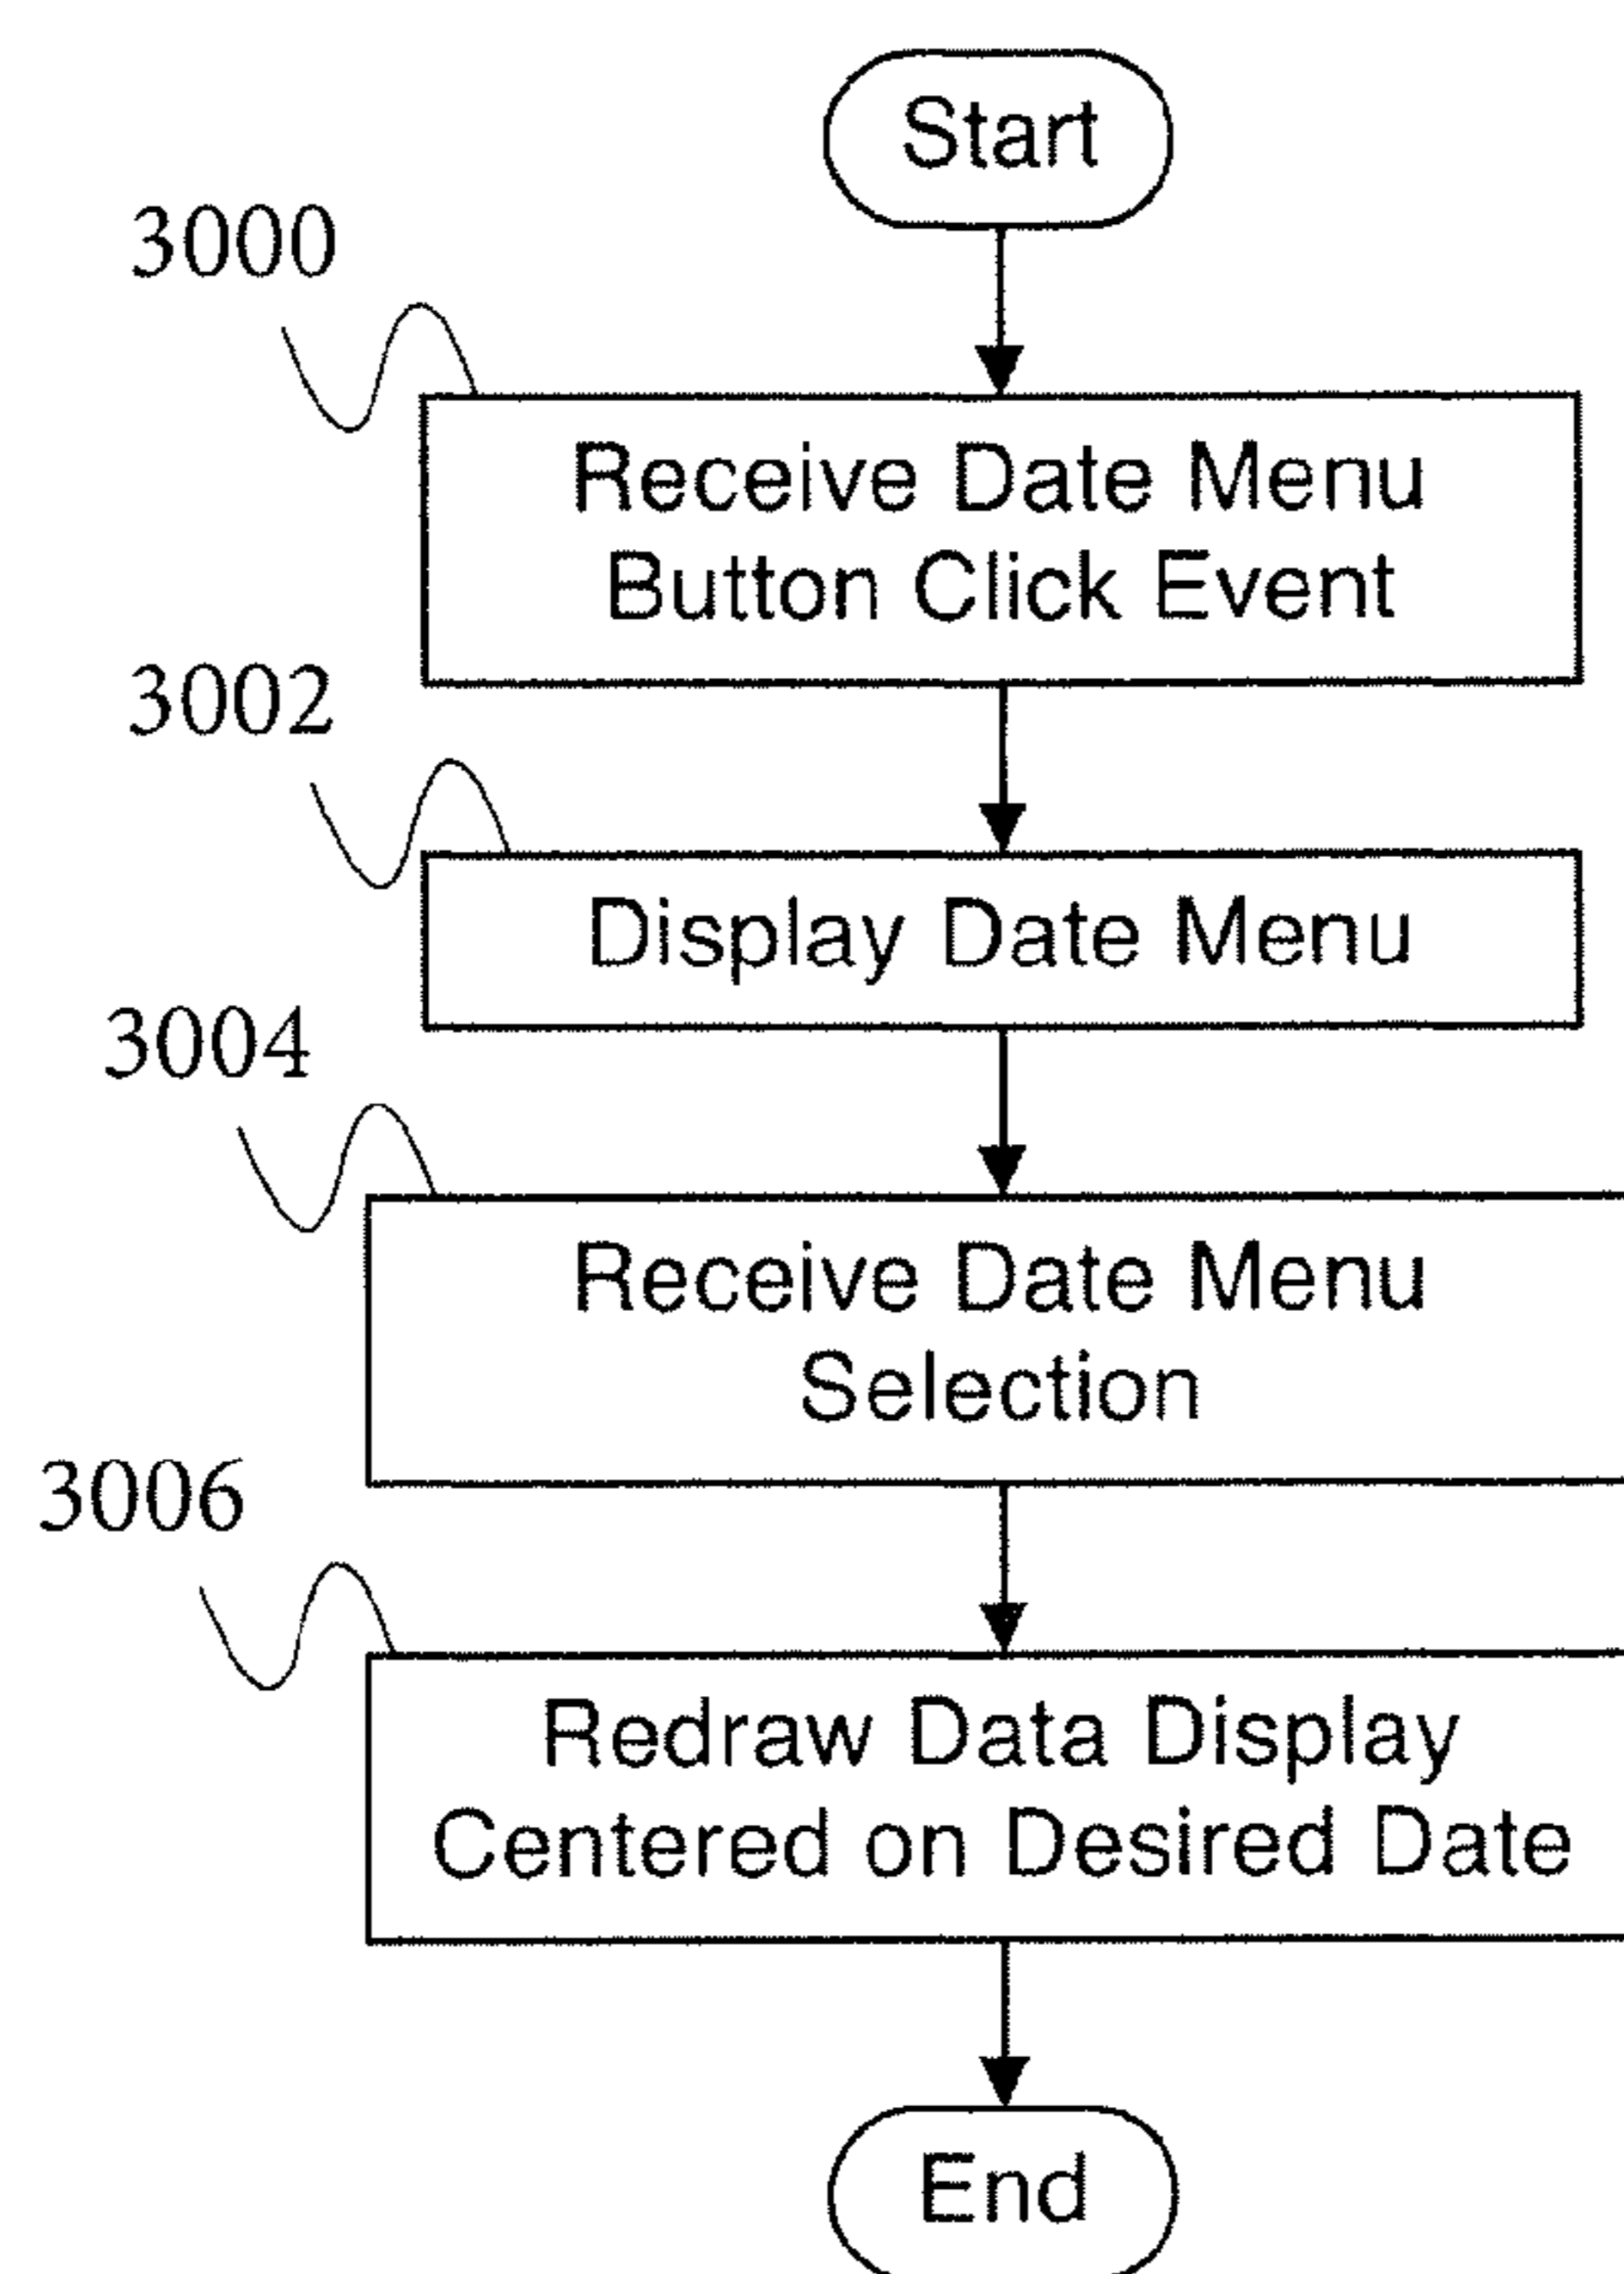 Start
3000
Receive Date Menu
Button Click Event
3002
Display Date Menu
3004
Receive Date Menu
Selection
3006
Redraw Data Display
Centered on Desired Date
End